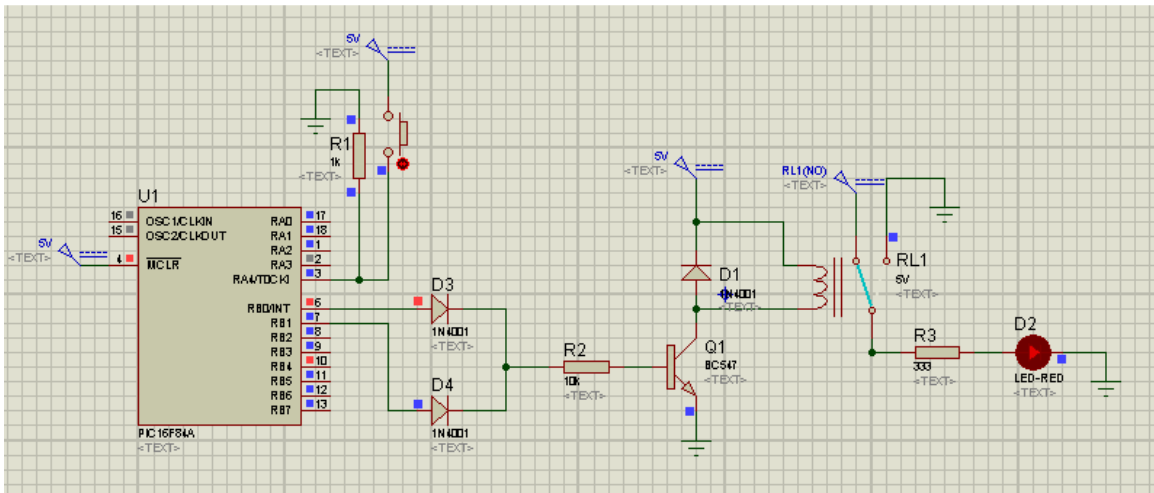 5V
<TEXT>
R1
1k
<TEXT>
5V
<TEXT>
RL1(NO)
<TEXT>
U1
16 OSC1/CLKIN RA0 17
15 OSC2/CLKOUT RA1 18
RA2 1
5V
<TEXT>
4 MCLR RA3 2
RA4/T0CKI 3
RB0/INT 6
RB1 7
RB2 8
RB3 9
RB4 10
RB5 11
RB6 12
RB7 13
PIC16F84A
<TEXT>
D3
1N4001
<TEXT>
D4
1N4001
<TEXT>
R2
10k
<TEXT>
D1
1N4001
<TEXT>
Q1
BC547
<TEXT>
RL1
5V
<TEXT>
R3
333
<TEXT>
D2
LED-RED
<TEXT>